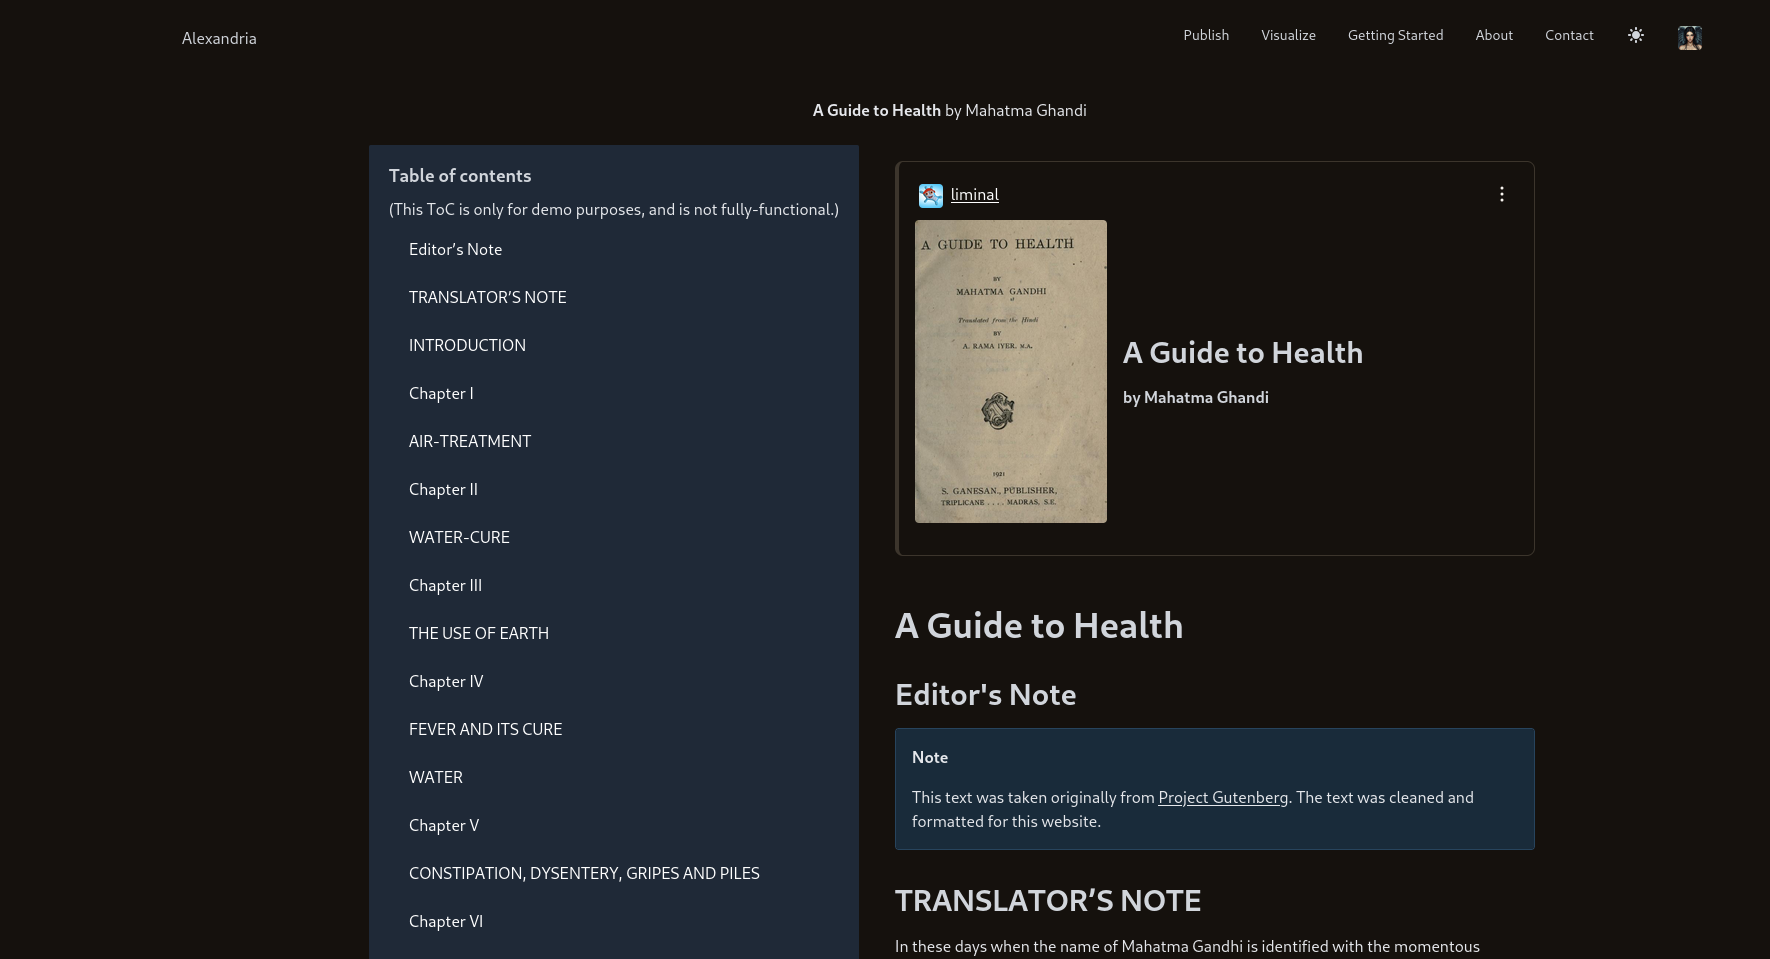 Alexandria
Publish
Visualize
Getting Started
About
Contact
A Guide to Health by Mahatma Ghandi
Table of contents
(This ToC is only for demo purposes, and is not fully-functional.)
Editor’s Note
TRANSLATOR’S NOTE
INTRODUCTION
Chapter I
AIR-TREATMENT
Chapter II
WATER-CURE
Chapter III
THE USE OF EARTH
Chapter IV
FEVER AND ITS CURE
WATER
Chapter V
CONSTIPATION, DYSENTERY, GRIPES AND PILES
Chapter VI
liminal
A GUIDE TO HEALTH
BY
MAHATMA GANDHI
Translated from the Hindi
BY
A. RAMA IYER, M.A.
1921
S. GANESAN, PUBLISHER,
TRIPLICANE .... MADRAS, S.E.
A Guide to Health
by Mahatma Ghandi
A Guide to Health
Editor's Note
Note
This text was taken originally from Project Gutenberg. The text was cleaned and
formatted for this website.
TRANSLATOR’S NOTE
In these days when the name of Mahatma Gandhi is identified with the momentous